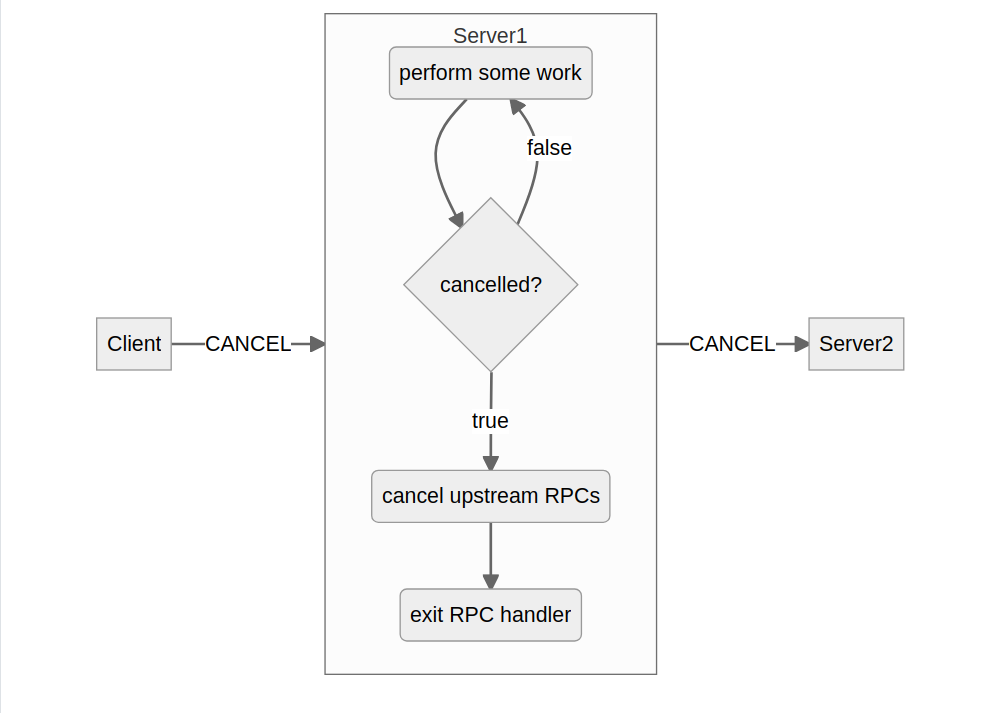 Server1
perform some work
false
cancelled?
Client
CANCEL
CANCEL
Server2
true
cancel upstream RPCs
exit RPC handler